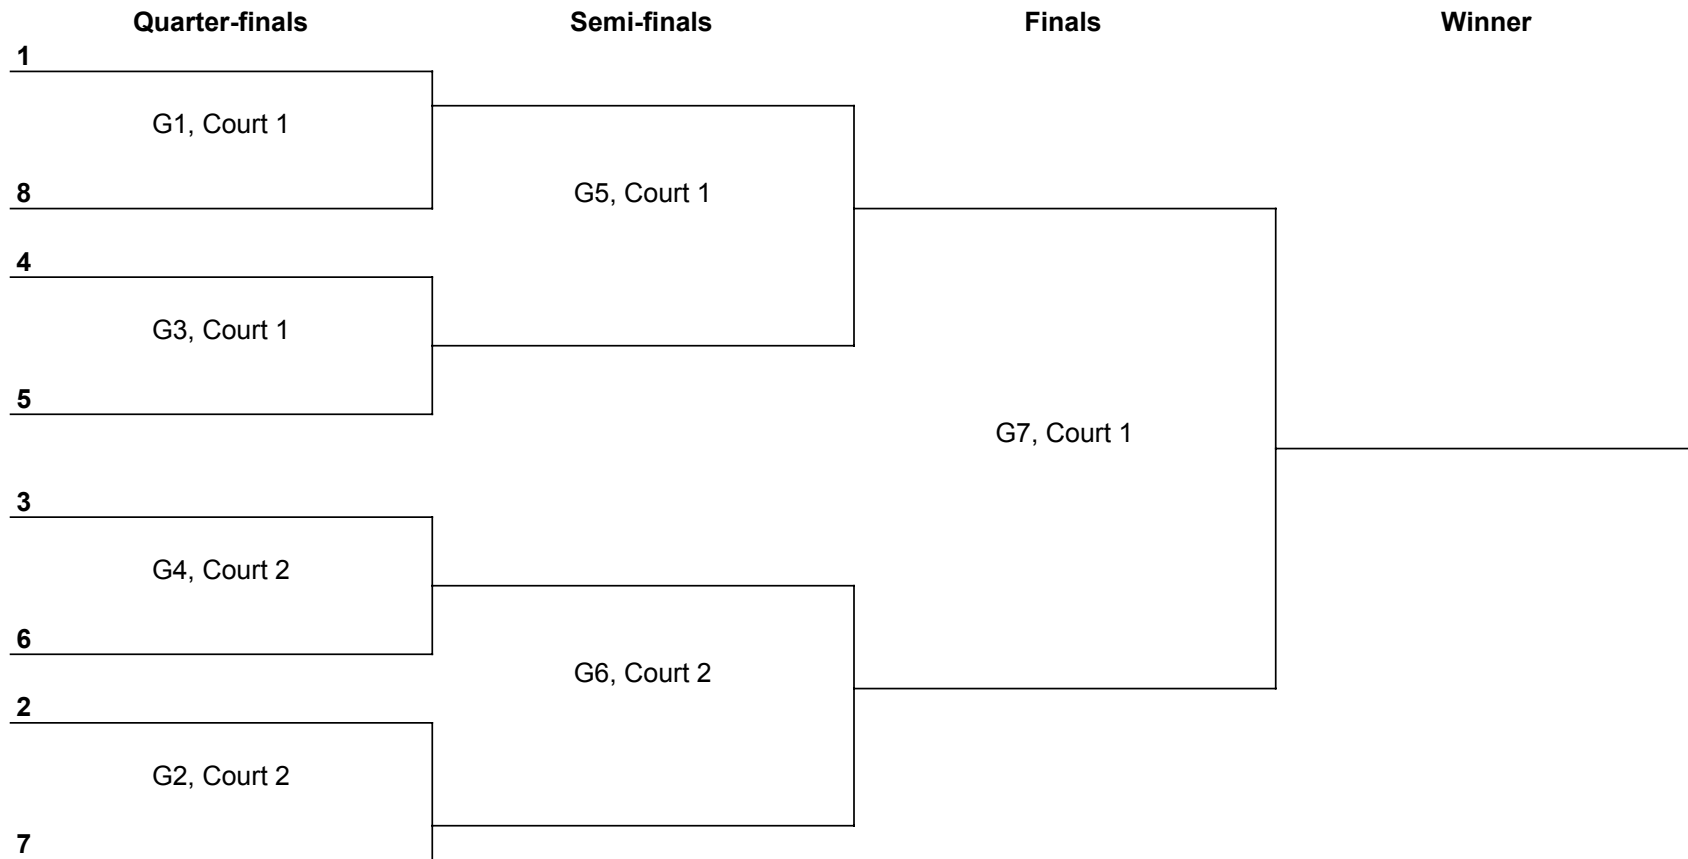 Quarter-finals Semi-finals Finals Winner
1
G1, Court 1
8
G5, Court 1
4
G3, Court 1
5
G7, Court 1
3
G4, Court 2
6
G6, Court 2
2
G2, Court 2
7